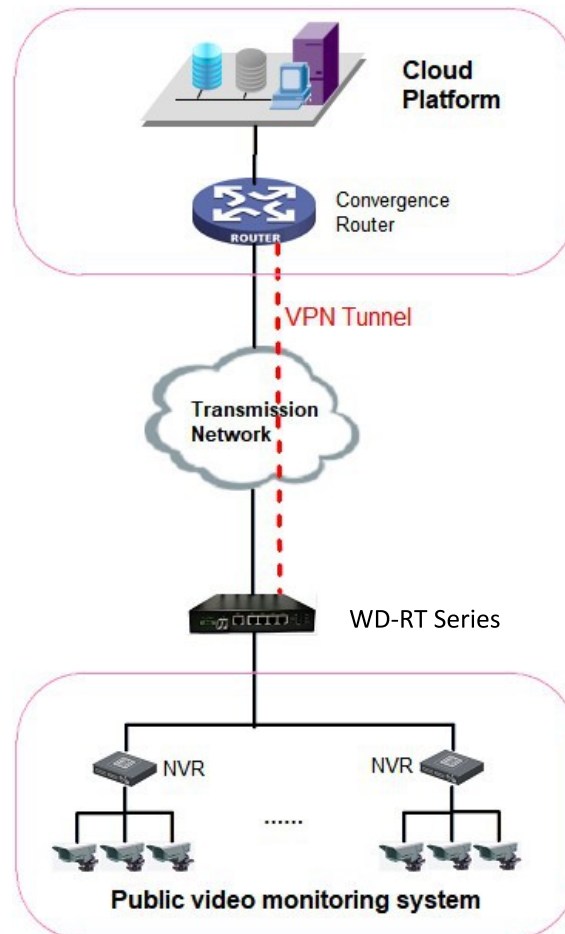 Cloud
Platform
Convergence
Router
ROUTER
VPN Tunnel
Transmission
Network
WD-RT Series
NVR
NVR
......
Public video monitoring system